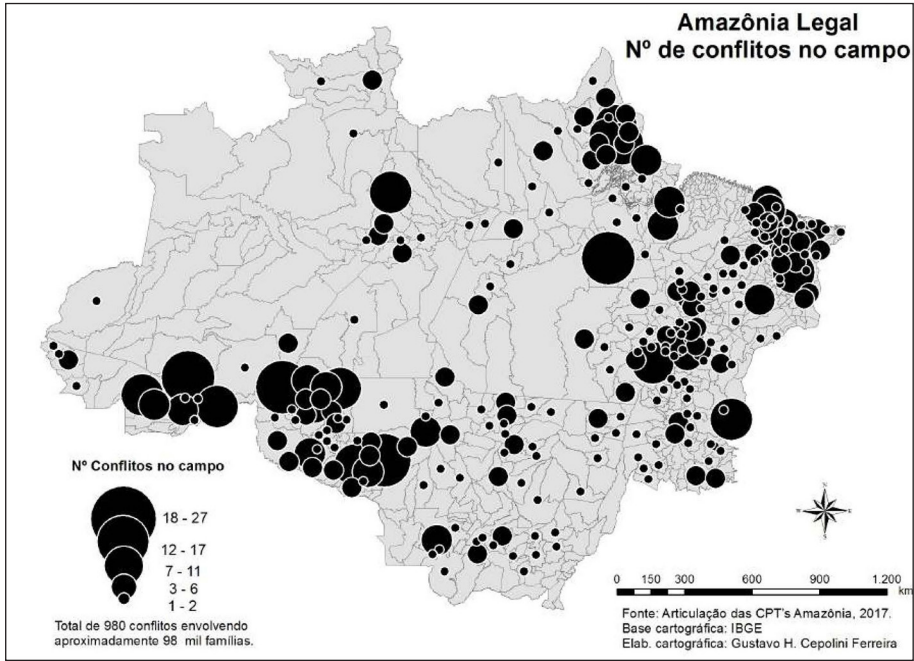 Amazônia Legal
Nº de conflitos no campo
Nº Conflitos no campo
18 - 27
12 - 17
7 - 11
3 - 6
1 - 2
Total de 980 conflitos envolvendo
aproximadamente 98 mil famílias.
N
W E
S
0 150 300 600 900 1.200
km
Fonte: Articulação das CPT's Amazônia, 2017.
Base cartográfica: IBGE
Elab. cartográfica: Gustavo H. Cepolini Ferreira